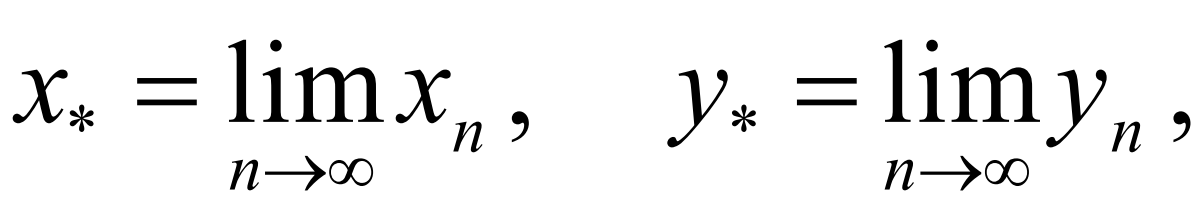 x_* = lim_{n→∞} x_n ,    y_* = lim_{n→∞} y_n ,